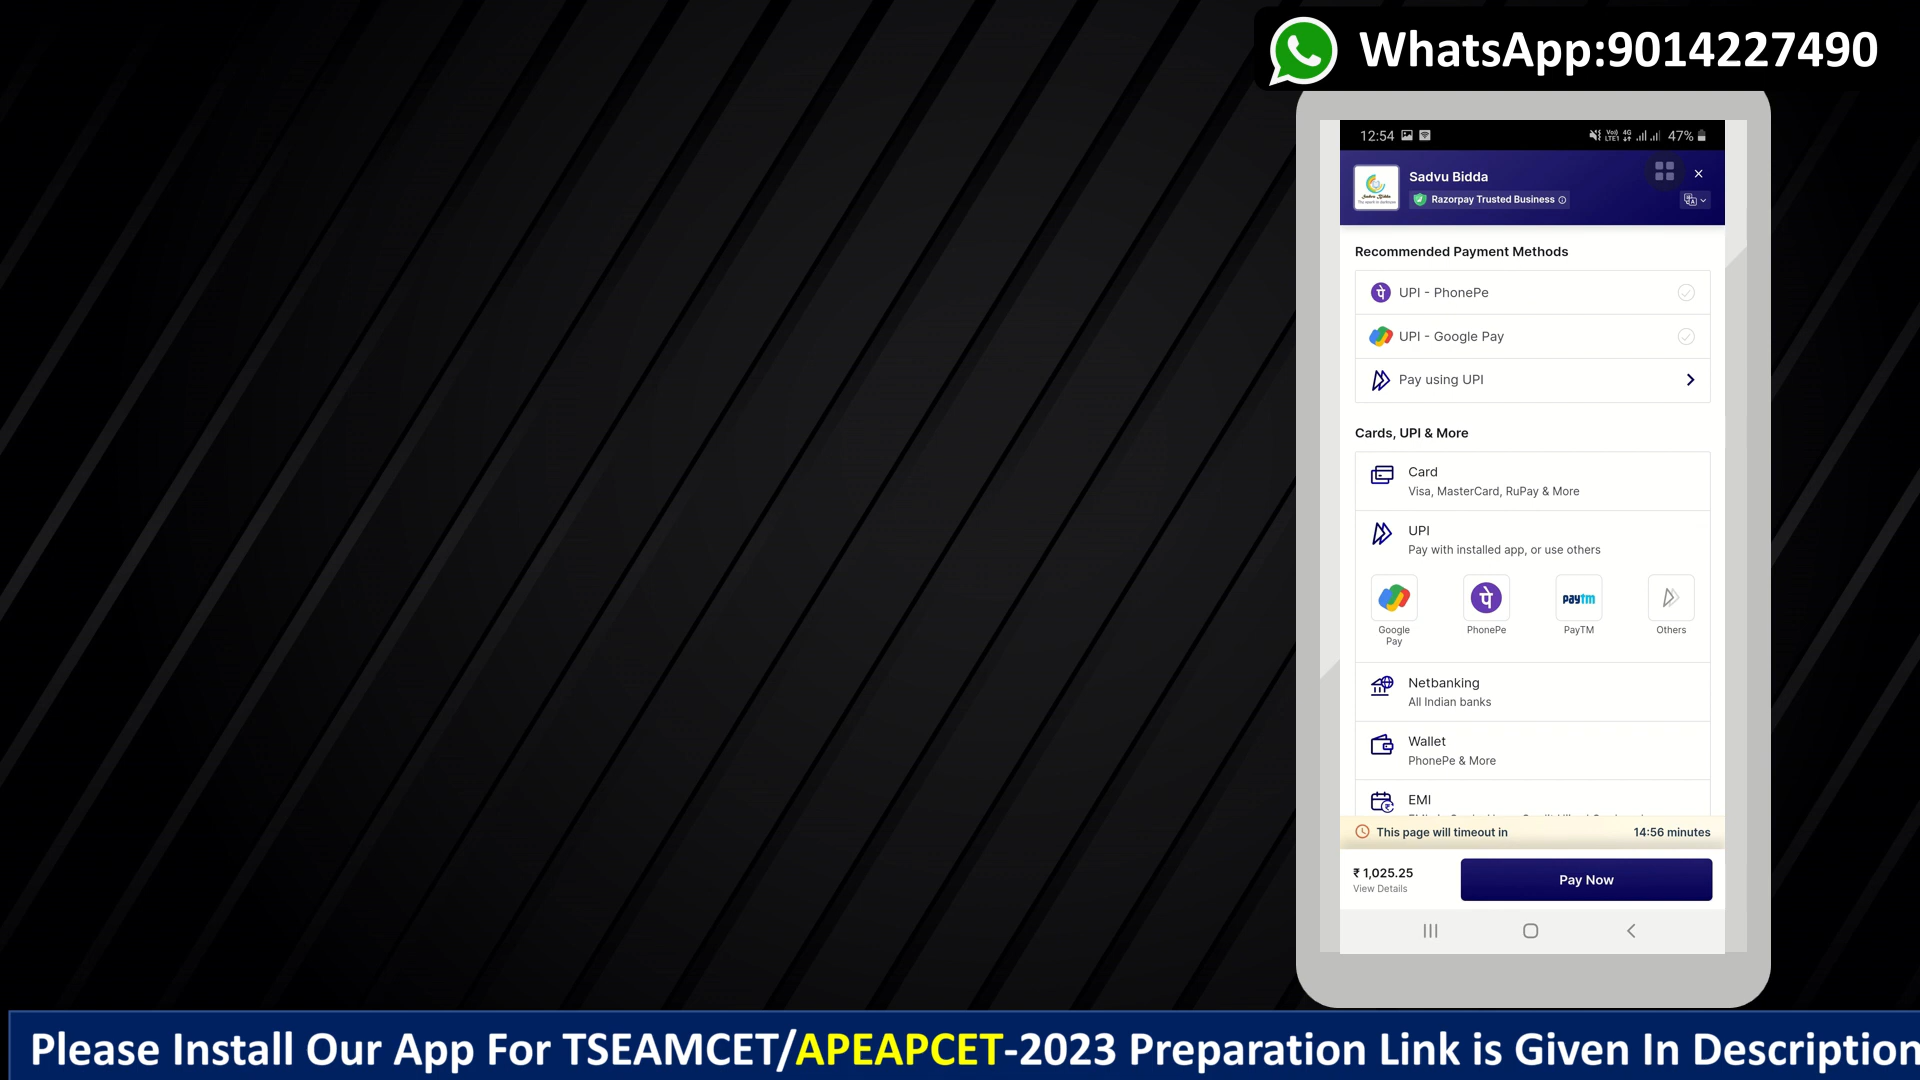 WhatsApp:9014227490
12:54
47%
Sadvu Bidda
Razorpay Trusted Business
Recommended Payment Methods
UPI - PhonePe
UPI - Google Pay
Pay using UPI
Cards, UPI & More
Card
Visa, MasterCard, RuPay & More
UPI
Pay with installed app, or use others
paytm
Google Pay
PhonePe
PayTM
Others
Netbanking
All Indian banks
Wallet
PhonePe & More
EMI
This page will timeout in 14:56 minutes
₹ 1,025.25
View Details
Pay Now
Please Install Our App For TSEAMCET/APEAPCET-2023 Preparation Link is Given In Description